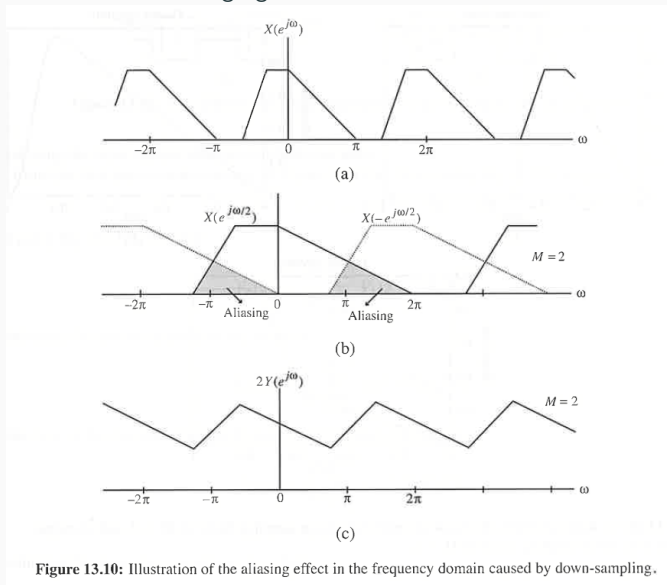 X(e^{jω})
−2π −π 0 π 2π ω
(a)
X(e^{jω/2}) X(−e^{jω/2})
M = 2
−2π −π 0 π 2π ω
Aliasing Aliasing
(b)
2Y(e^{jω})
M = 2
−2π −π 0 π 2π ω
(c)
Figure 13.10: Illustration of the aliasing effect in the frequency domain caused by down-sampling.